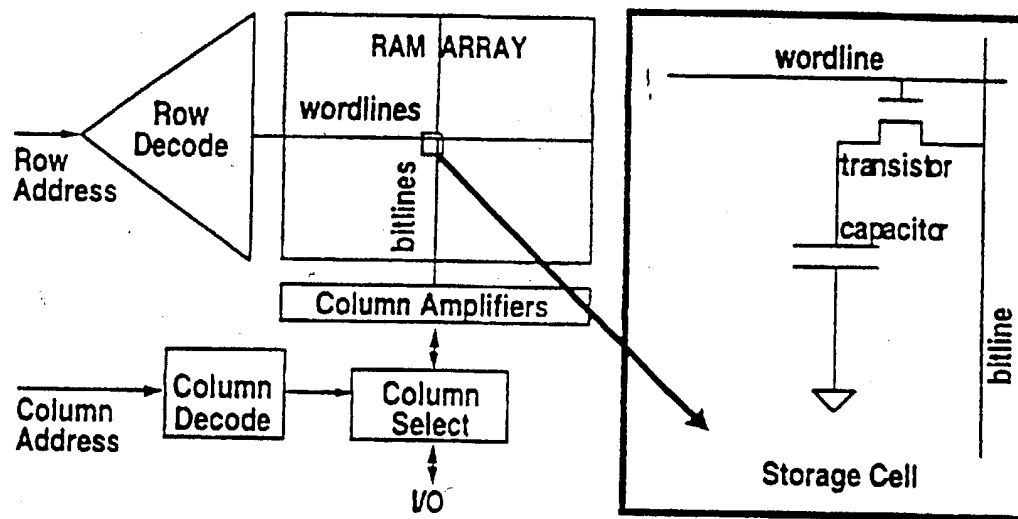 RAM ARRAY
wordlines
Row
Decode
Row
Address
bitlines
Column Amplifiers
Column
Decode
Column
Address
Column
Select
I/O
wordline
transistor
capacitor
bitline
Storage Cell